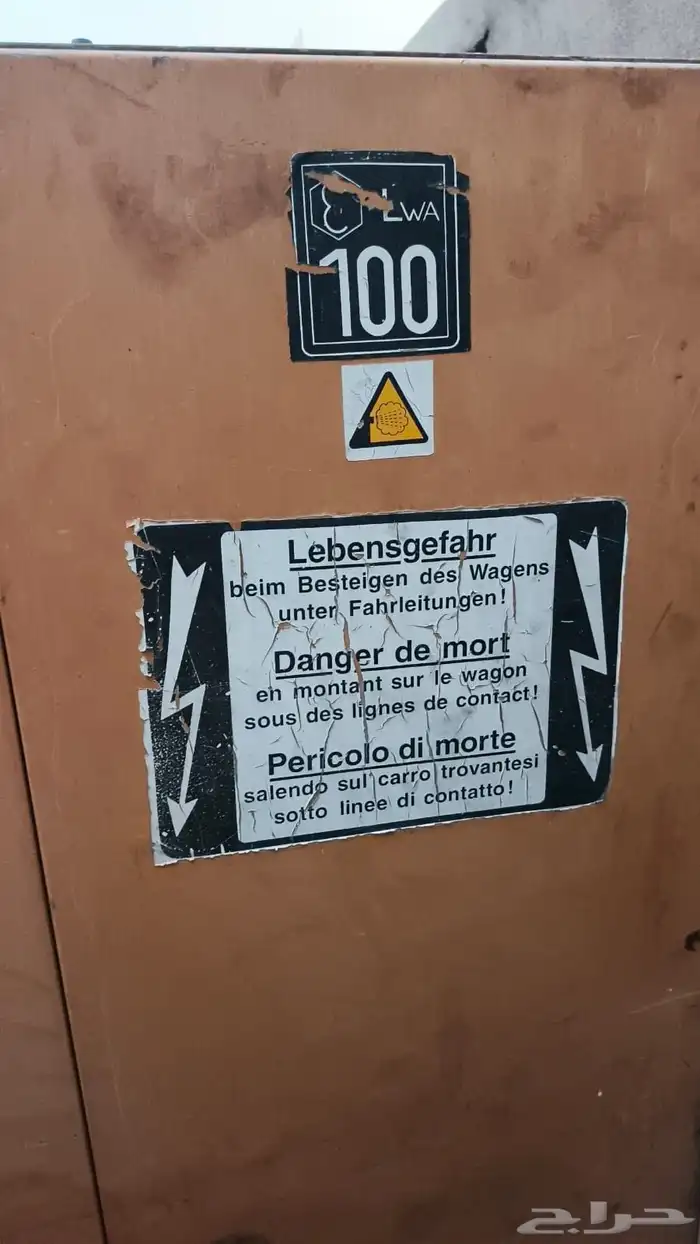 LWA
100
Lebensgefahr
beim Besteigen des Wagens
unter Fahrleitungen!
Danger de mort
en montant sur le wagon
sous des lignes de contact!
Pericolo di morte
salendo sul carro trovantesi
sotto linee di contatto!
حراج